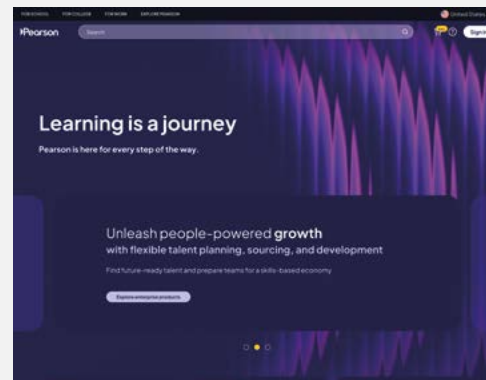 FOR SCHOOL FOR COLLEGE FOR WORK EXPLORE PEARSON United States
Pearson Search Sign in
Learning is a journey
Pearson is here for every step of the way.
Unleash people-powered growth
with flexible talent planning, sourcing, and development
Find future-ready talent and prepare teams for a skills-based economy
Explore enterprise products